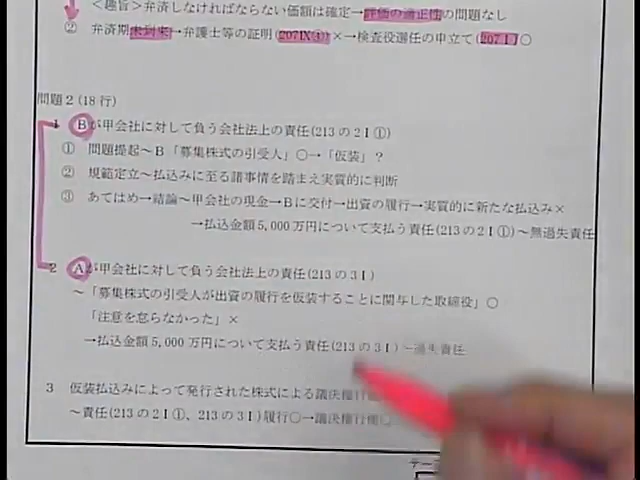 ＜趣旨＞弁済しなければならない価額は確定→評価の適正性の問題なし
② 弁済期未到来→弁護士等の証明(207Ⅸ④)×→検査役選任の申立て(207Ⅰ)○
問題２(18行)
１ Ｂが甲会社に対して負う会社法上の責任(213の2Ⅰ①)
① 問題提起～Ｂ「募集株式の引受人」○→「仮装」？
② 規範定立～払込みに至る諸事情を踏まえ実質的に判断
③ あてはめ→結論～甲会社の現金→Ｂに交付→出資の履行→実質的に新たな払込み×
→払込金額5,000万円について支払う責任(213の2Ⅰ①)～無過失責任
２ Ａが甲会社に対して負う会社法上の責任(213の3Ⅰ)
～「募集株式の引受人が出資の履行を仮装することに関与した取締役」○
「注意を怠らなかった」×
→払込金額5,000万円について支払う責任(213の3Ⅰ)～過失責任
３ 仮装払込みによって発行された株式による議決権行
～責任(213の2Ⅰ①、213の3Ⅰ)履行○→議決権行使○
テー